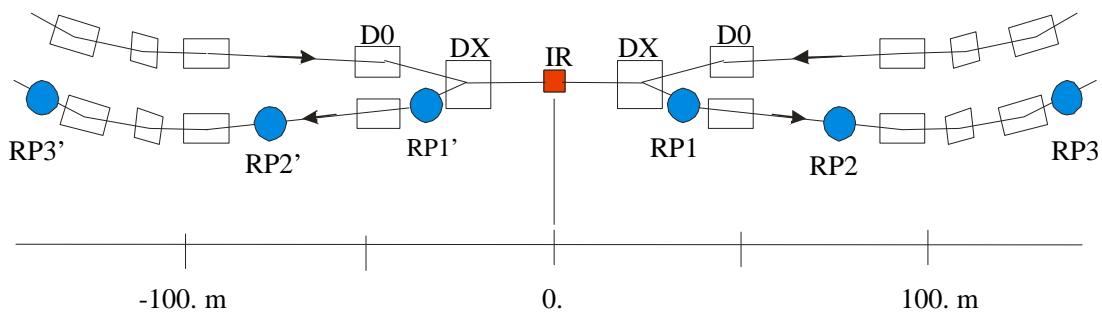 D0 DX IR DX D0
RP3’ RP2’ RP1’ RP1 RP2 RP3
-100. m 0. 100. m